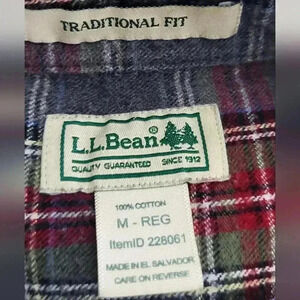 TRADITIONAL FIT
L.L.Bean®
QUALITY GUARANTEED SINCE 1912
100% COTTON
M - REG
ItemID 228061
MADE IN EL SALVADOR
CARE ON REVERSE